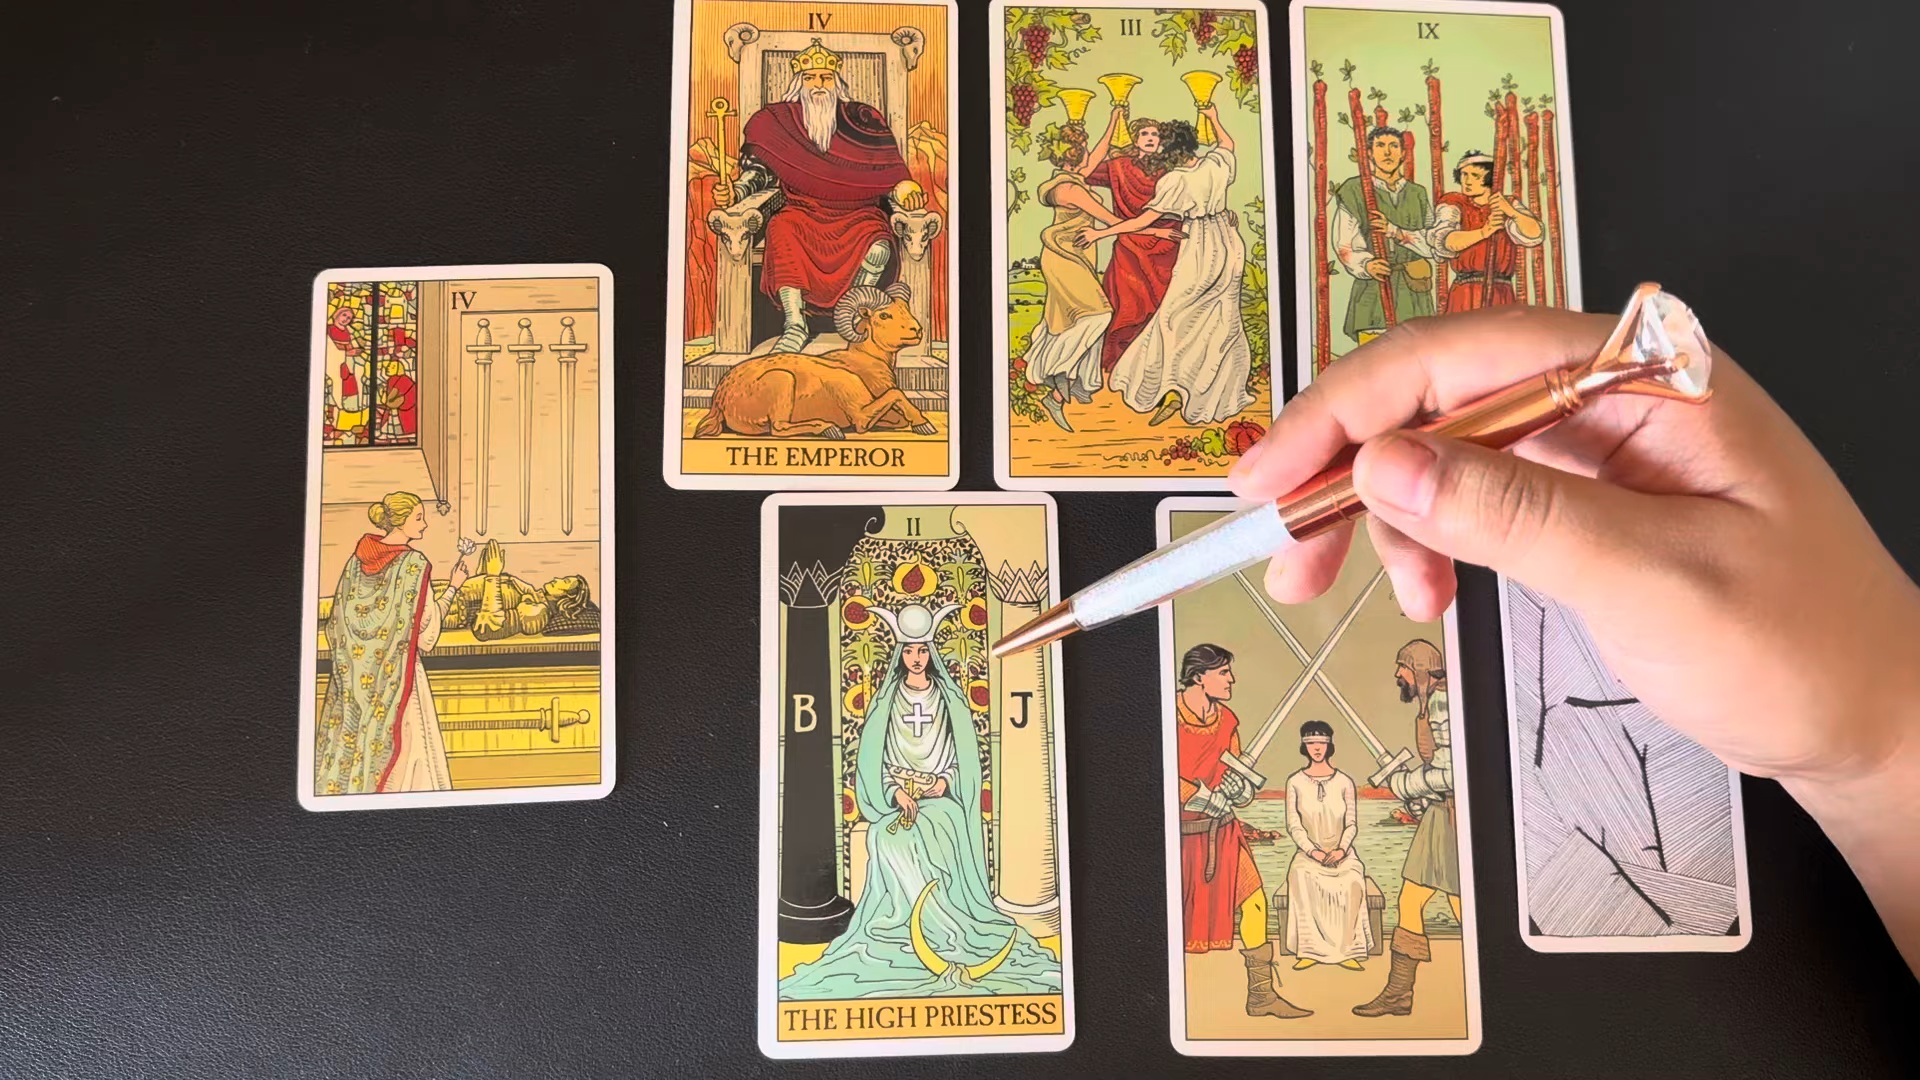 IV
THE EMPEROR
III
IX
IV
II
B
J
THE HIGH PRIESTESS